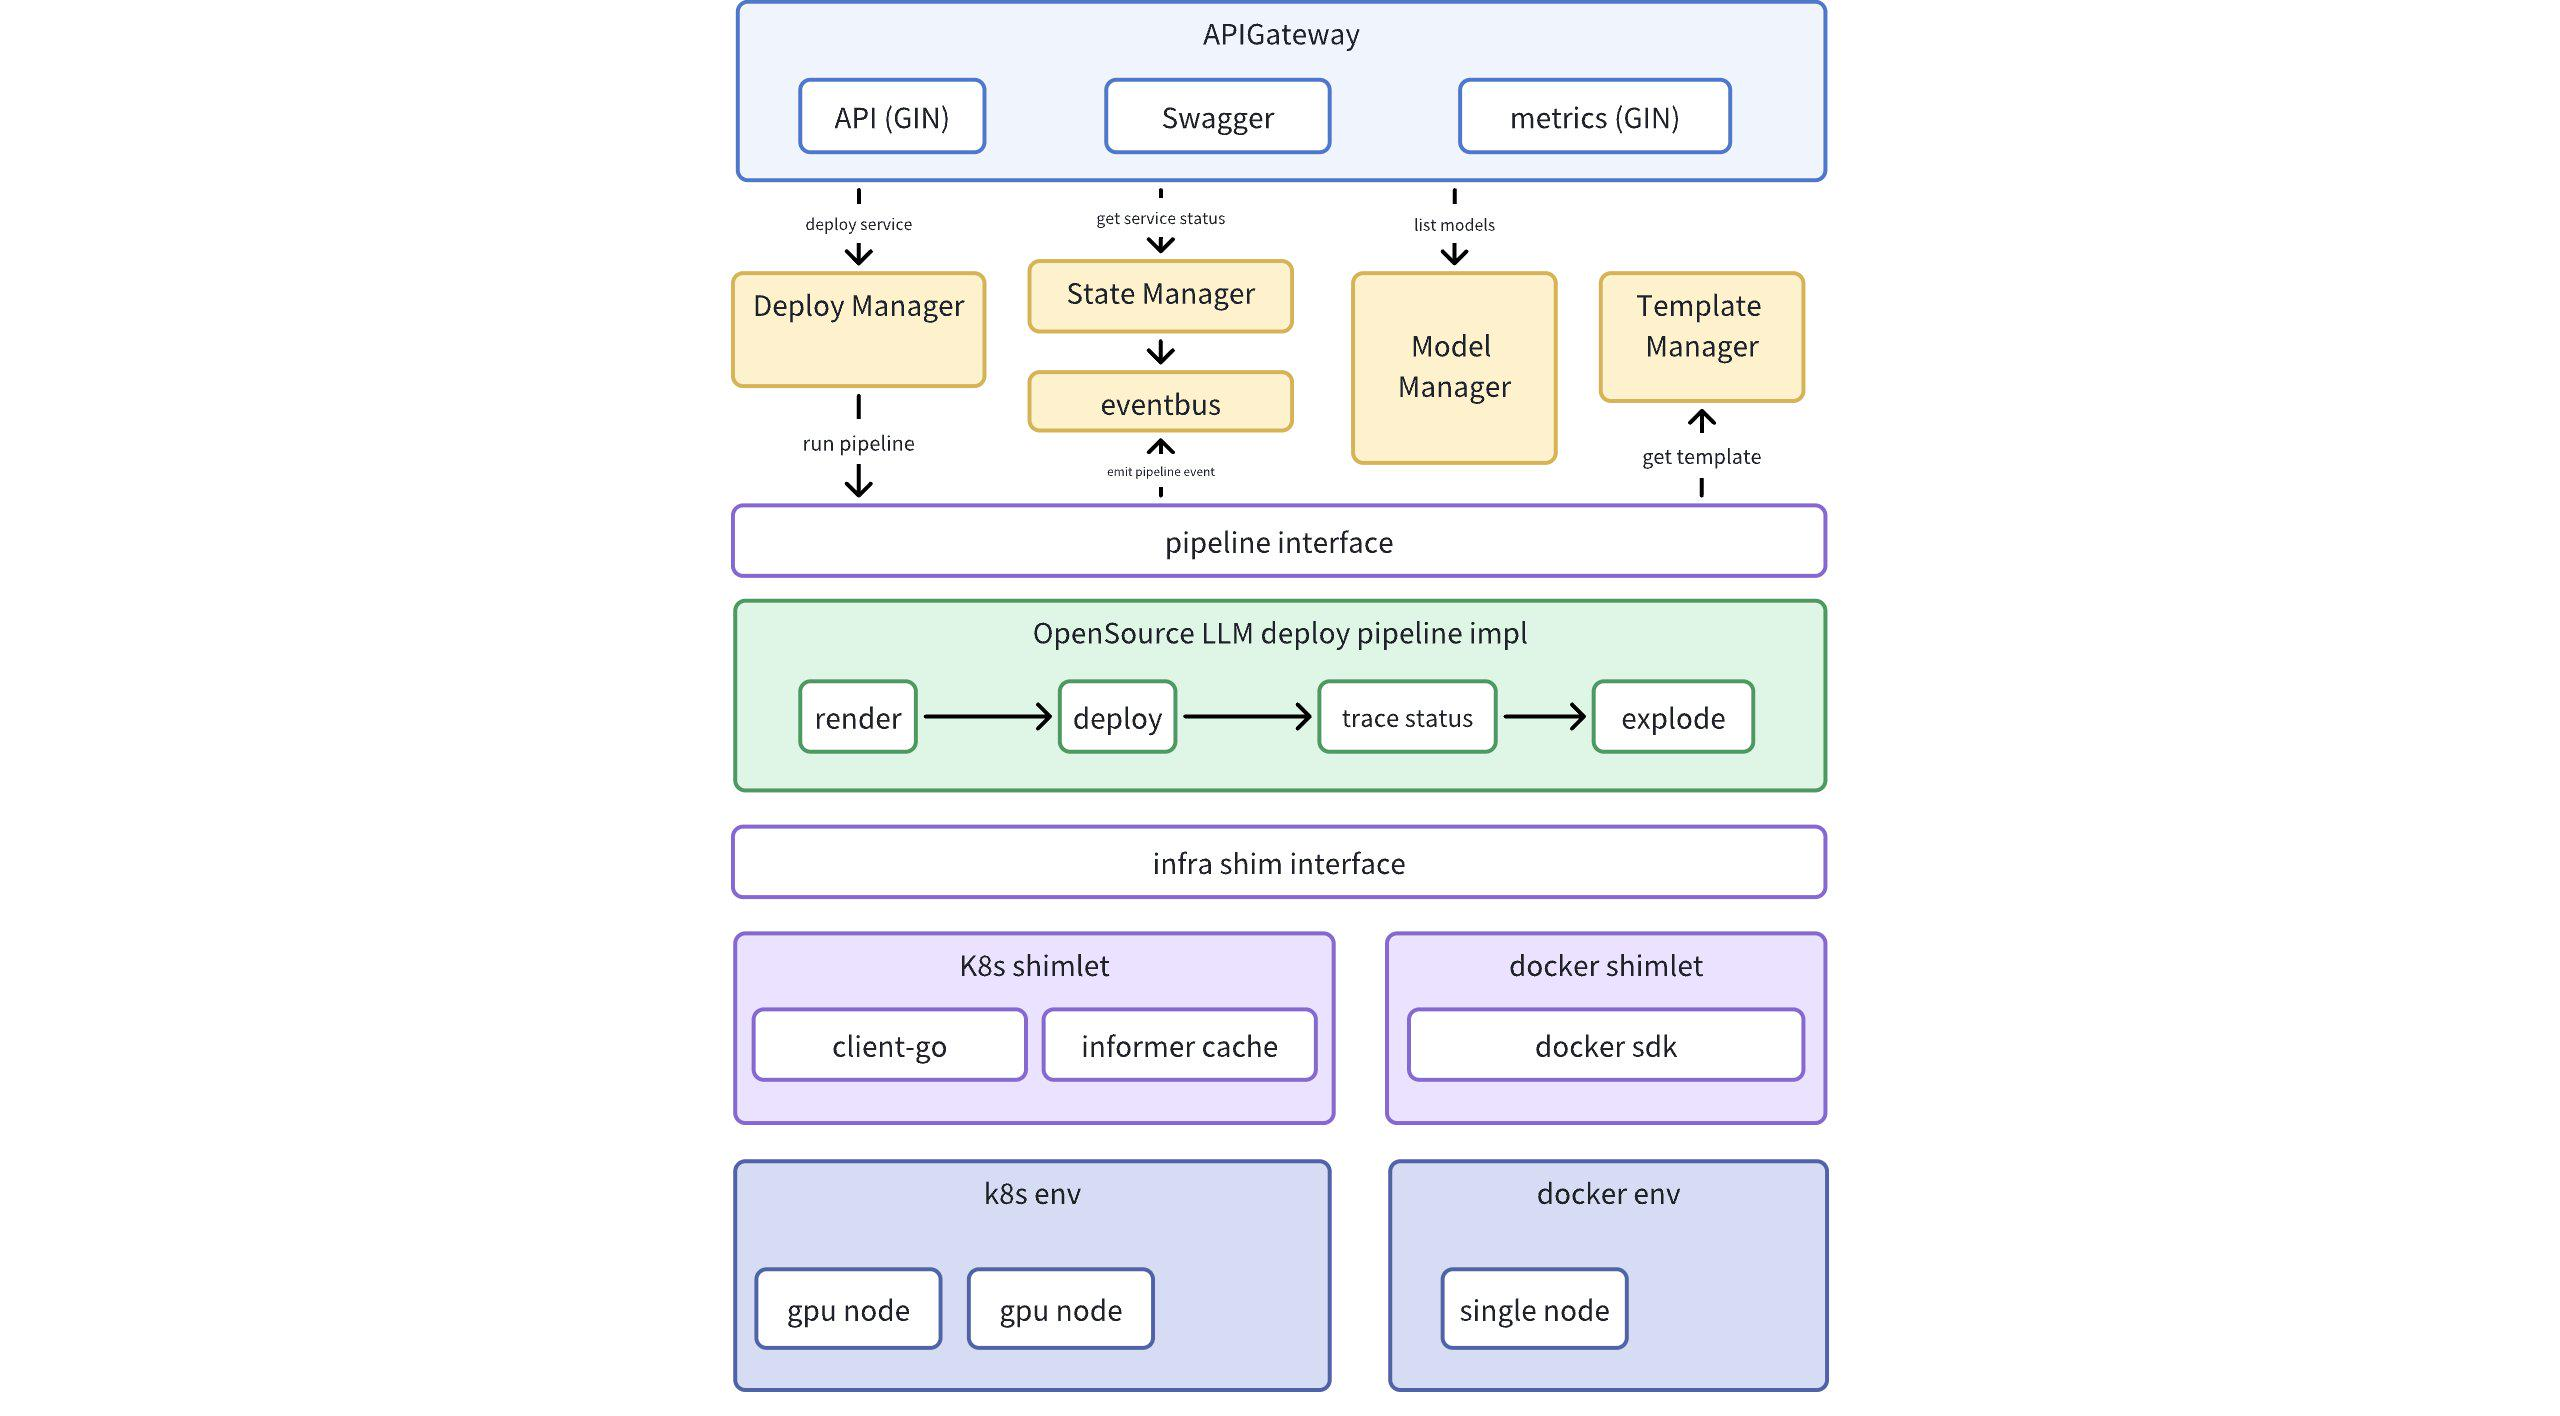 APIGateway
API (GIN)
Swagger
metrics (GIN)
deploy service
get service status
list models
Deploy Manager
State Manager
eventbus
Model
Manager
Template
Manager
run pipeline
emit pipeline event
get template
pipeline interface
OpenSource LLM deploy pipeline impl
render
deploy
trace status
explode
infra shim interface
K8s shimlet
client-go
informer cache
docker shimlet
docker sdk
k8s env
gpu node
gpu node
docker env
single node